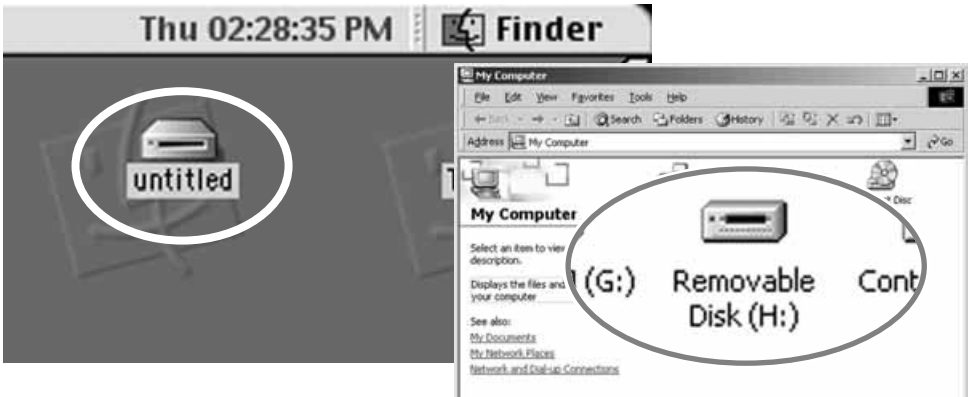 Thu 02:28:35 PM Finder
untitled
My Computer
File Edit View Favorites Tools Help
Back Search Folders History
Address My Computer Go
My Computer
Disc
Select an item to view
description.
Displays the files and
your computer
(G:) Removable Cont
Disk (H:)
See also:
My Documents
My Network Places
Network and Dial-up Connections